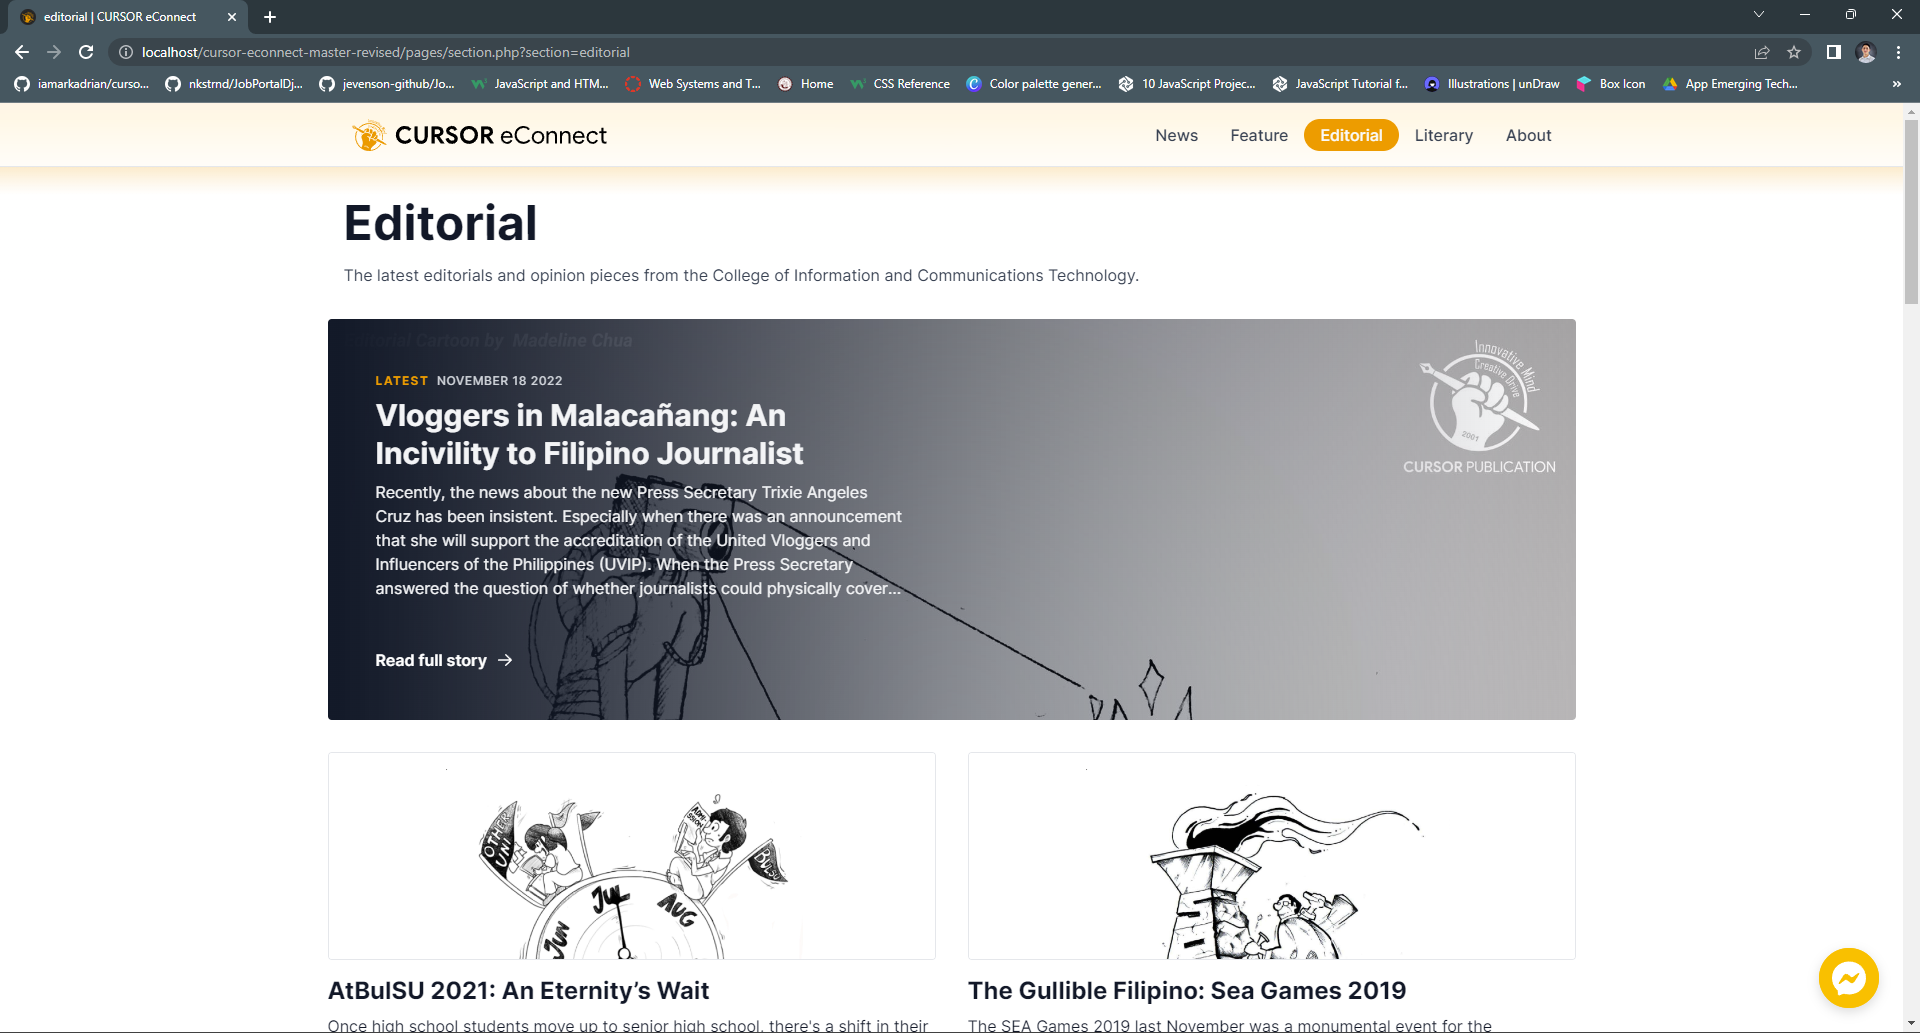 editorial | CURSOR eConnect
localhost/cursor-econnect-master-revised/pages/section.php?section=editorial
iamarkadrian/curso... nkstrnd/JobPortalDj... jevenson-github/Jo... JavaScript and HTM... Web Systems and T... Home CSS Reference Color palette gener... 10 JavaScript Projec... JavaScript Tutorial f... Illustrations | unDraw Box Icon App Emerging Tech... »
CURSOR eConnect News Feature Editorial Literary About
Editorial
The latest editorials and opinion pieces from the College of Information and Communications Technology.
Cartoon by Madeline Chua
Innovative Mind
Creative Drive
2001
CURSOR PUBLICATION
LATEST NOVEMBER 18 2022
Vloggers in Malacañang: An
Incivility to Filipino Journalist
Recently, the news about the new Press Secretary Trixie Angeles
Cruz has been insistent. Especially when there was an announcement
that she will support the accreditation of the United Vloggers and
Influencers of the Philippines (UVIP). When the Press Secretary
answered the question of whether journalists could physically cover...
Read full story →
OTHER
UNI
ADMISSION
BULSU
JUN
JUL
AUG
AtBulSU 2021: An Eternity’s Wait
Once high school students move up to senior high school, there's a shift in their
The Gullible Filipino: Sea Games 2019
The SEA Games 2019 last November was a monumental event for the